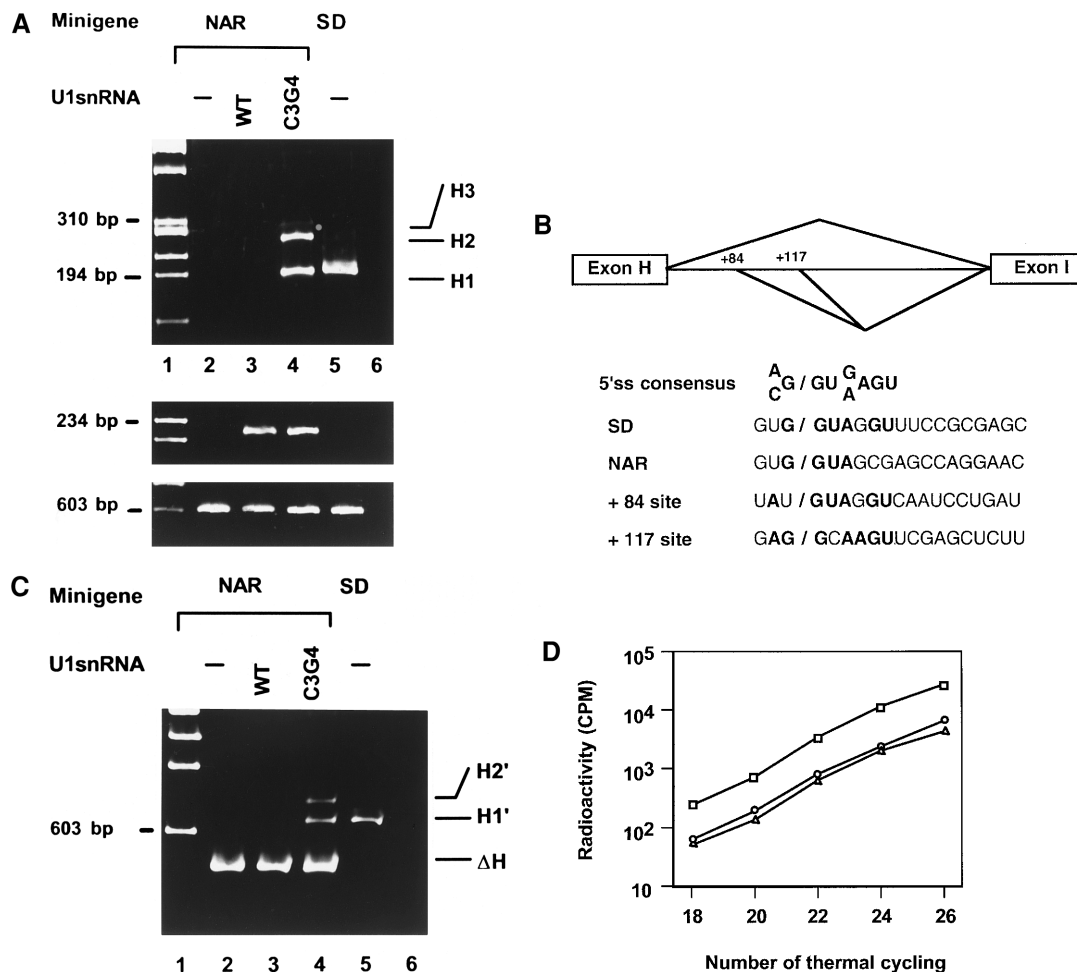 A
Minigene NAR SD
U1snRNA – WT C3G4 –
310 bp
194 bp
H3
H2
H1
1 2 3 4 5 6
234 bp
603 bp
B
Exon H +84 +117 Exon I
5'ss consensus A C G / GU G A AGU
SD GUG / GUAGGUUUCCGCGAGC
NAR GUG / GUAGCGAGCCAGGAAC
+ 84 site UAU / GUAGGUCAAUCCUGAU
+ 117 site GAG / GCAAGUUCGAGCUCUU
C
Minigene NAR SD
U1snRNA – WT C3G4 –
603 bp
H2'
H1'
ΔH
1 2 3 4 5 6
D
Radioactivity (CPM)
10⁵
10⁴
10³
10²
10
18 20 22 24 26
Number of thermal cycling